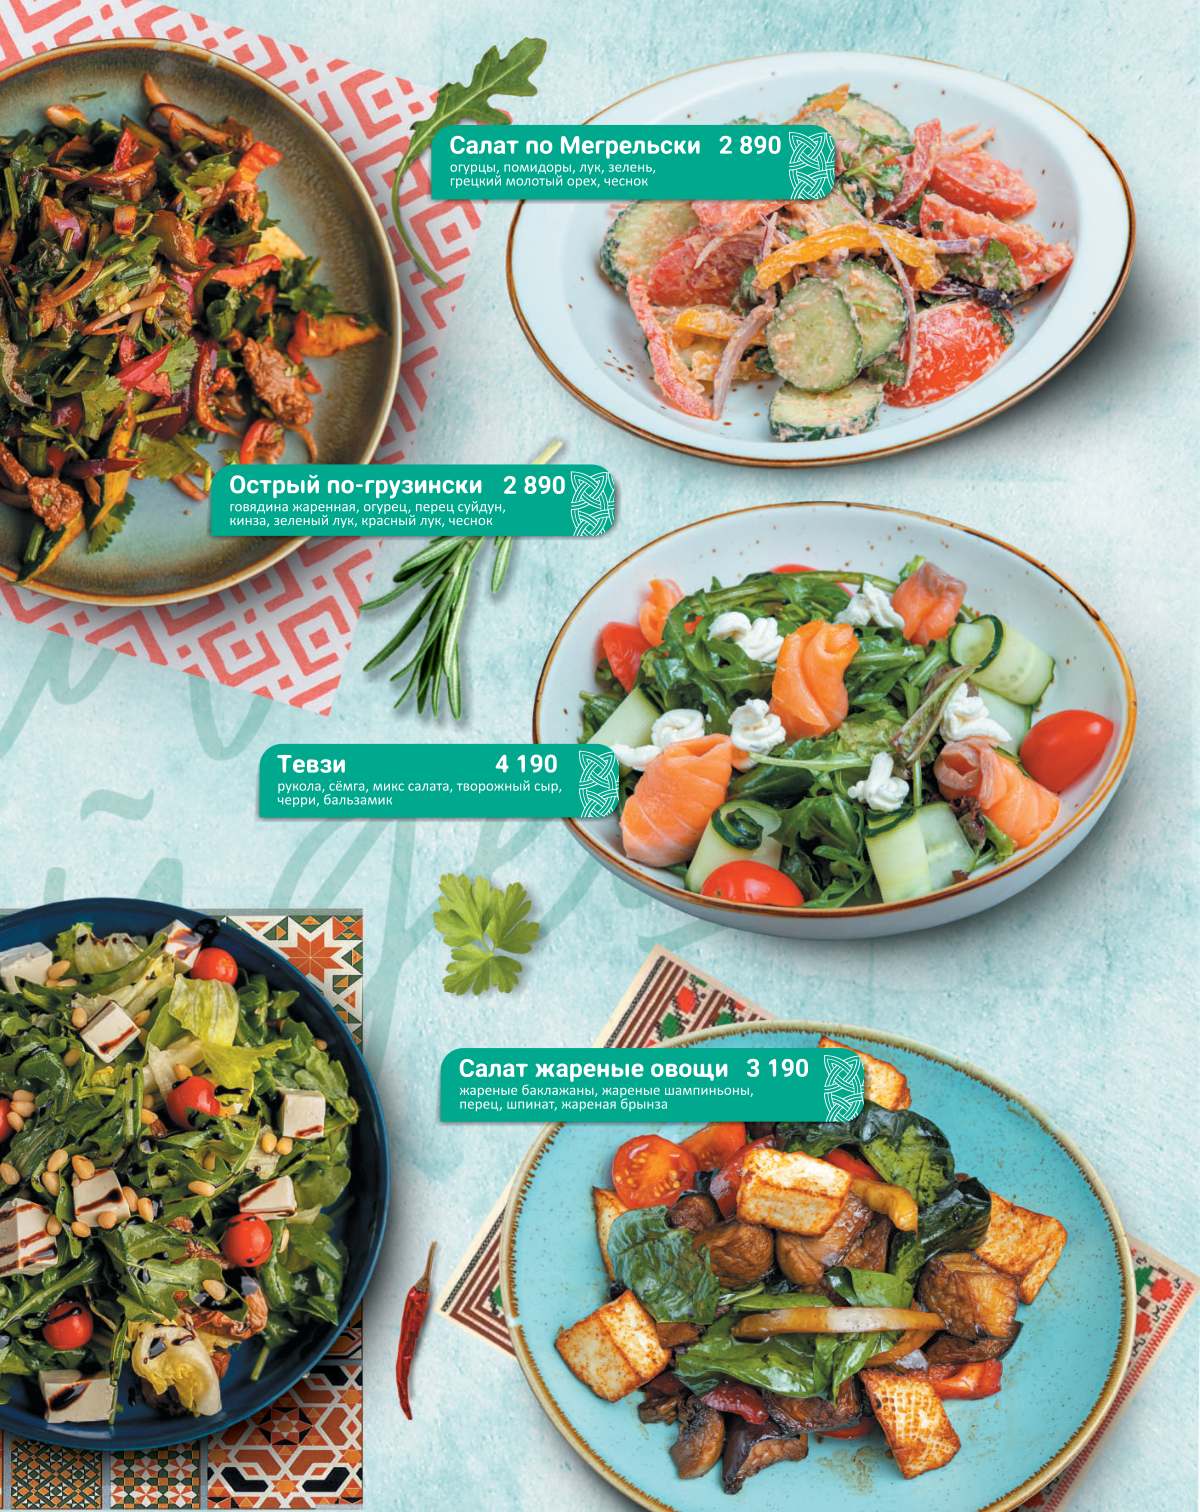 Салат по Мегрельски 2 890
огурцы, помидоры, лук, зелень,
грецкий молотый орех, чеснок
Острый по-грузински 2 890
говядина жаренная, огурец, перец суйдун,
кинза, зеленый лук, красный лук, чеснок
Тевзи 4 190
рукола, сёмга, микс салата, творожный сыр,
черри, бальзамик
Салат жареные овощи 3 190
жареные баклажаны, жареные шампиньоны,
перец, шпинат, жареная брынза